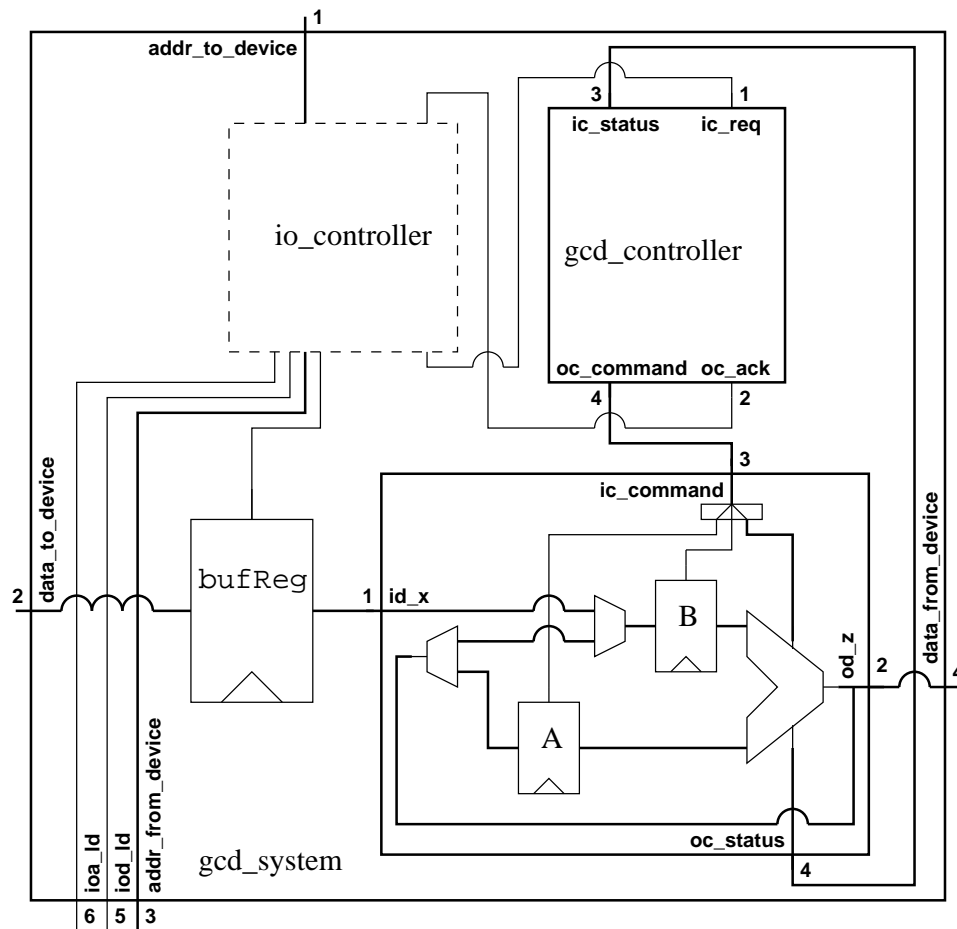 1
addr_to_device
3
1
ic_status
ic_req
io_controller
gcd_controller
oc_command
oc_ack
4
2
3
ic_command
data_to_device
data_from_device
bufReg
2
1
id_x
B
od_z
2
4
A
addr_from_device
oc_status
4
gcd_system
ioa_ld
iod_ld
6
5
3